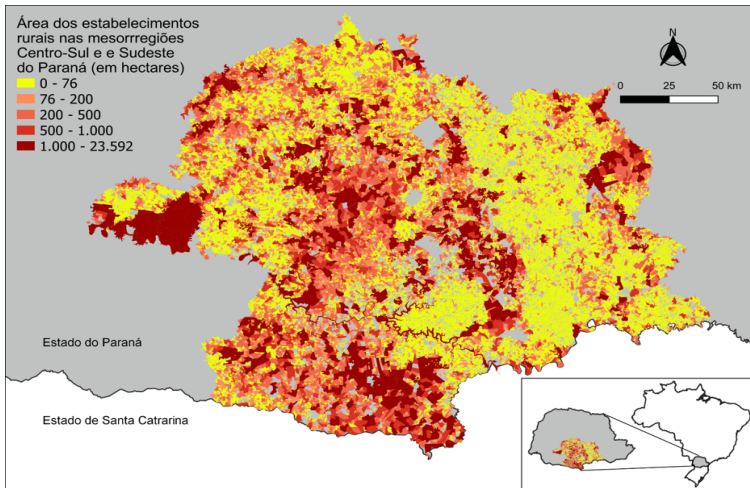 Área dos estabelecimentos
rurais nas mesorrregiões
Centro-Sul e e Sudeste
do Paraná (em hectares)
0 - 76
76 - 200
200 - 500
500 - 1.000
1.000 - 23.592
N
0 25 50 km
Estado do Paraná
Estado de Santa Catrarina